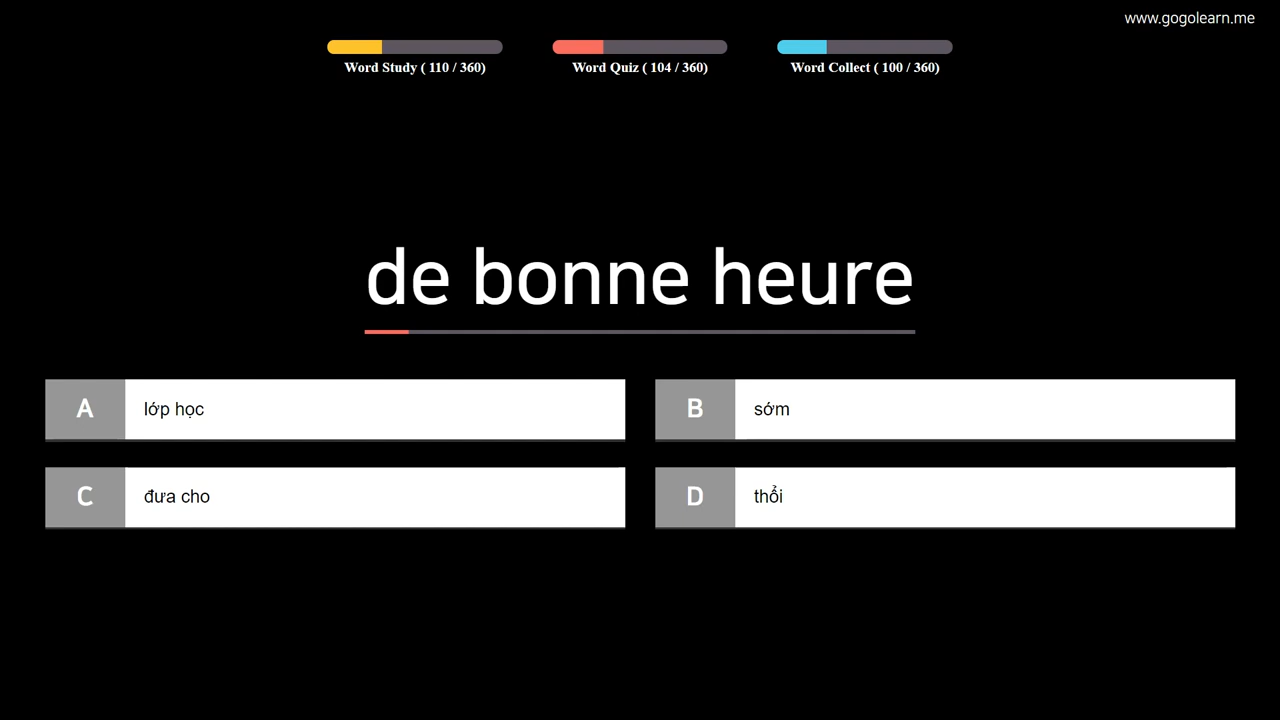 www.gogolearn.me
Word Study ( 110 / 360)
Word Quiz ( 104 / 360)
Word Collect ( 100 / 360)
de bonne heure
A lớp học
B sớm
C đưa cho
D thổi